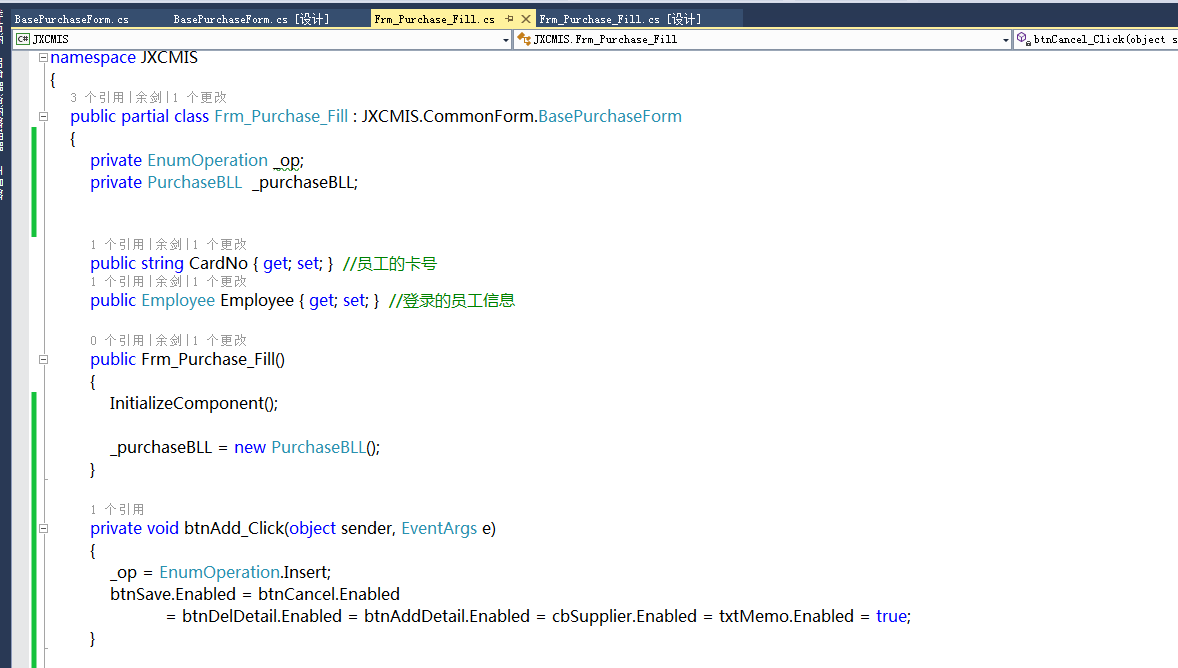 BasePurchaseForm.cs BasePurchaseForm.cs [设计] Frm_Purchase_Fill.cs Frm_Purchase_Fill.cs [设计]
C# JXCMIS JXCMIS.Frm_Purchase_Fill btnCancel_Click(object s
namespace JXCMIS
{
3 个引用|余剑|1 个更改
public partial class Frm_Purchase_Fill : JXCMIS.CommonForm.BasePurchaseForm
{
private EnumOperation _op;
private PurchaseBLL _purchaseBLL;
1 个引用|余剑|1 个更改
public string CardNo { get; set; } //员工的卡号
1 个引用|余剑|1 个更改
public Employee Employee { get; set; } //登录的员工信息
0 个引用|余剑|1 个更改
public Frm_Purchase_Fill()
{
InitializeComponent();
_purchaseBLL = new PurchaseBLL();
}
1 个引用
private void btnAdd_Click(object sender, EventArgs e)
{
_op = EnumOperation.Insert;
btnSave.Enabled = btnCancel.Enabled
= btnDelDetail.Enabled = btnAddDetail.Enabled = cbSupplier.Enabled = txtMemo.Enabled = true;
}